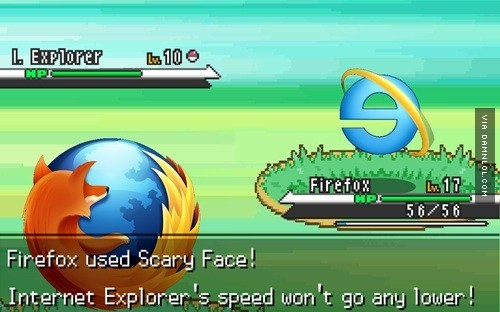 I. Explorer Lv.10
HP
Firefox Lv.17
HP
56/56
Firefox used Scary Face!
Internet Explorer's speed won't go any lower!
VIA DAMNLOL.COM